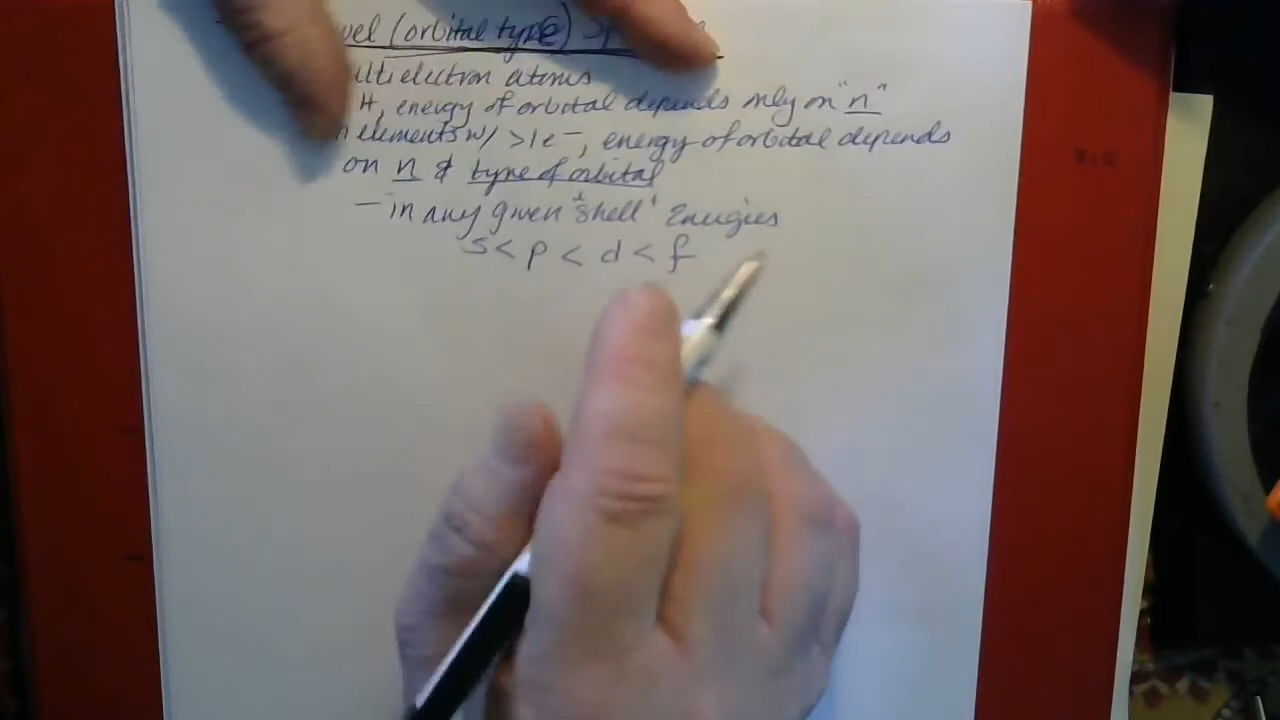 (orbital type)
electron atoms
H, energy of orbital depends only on "n"
elements w/ >1e⁻, energy of orbital depends
on n & type of orbital
— in any given "shell" Energies
s < p < d < f